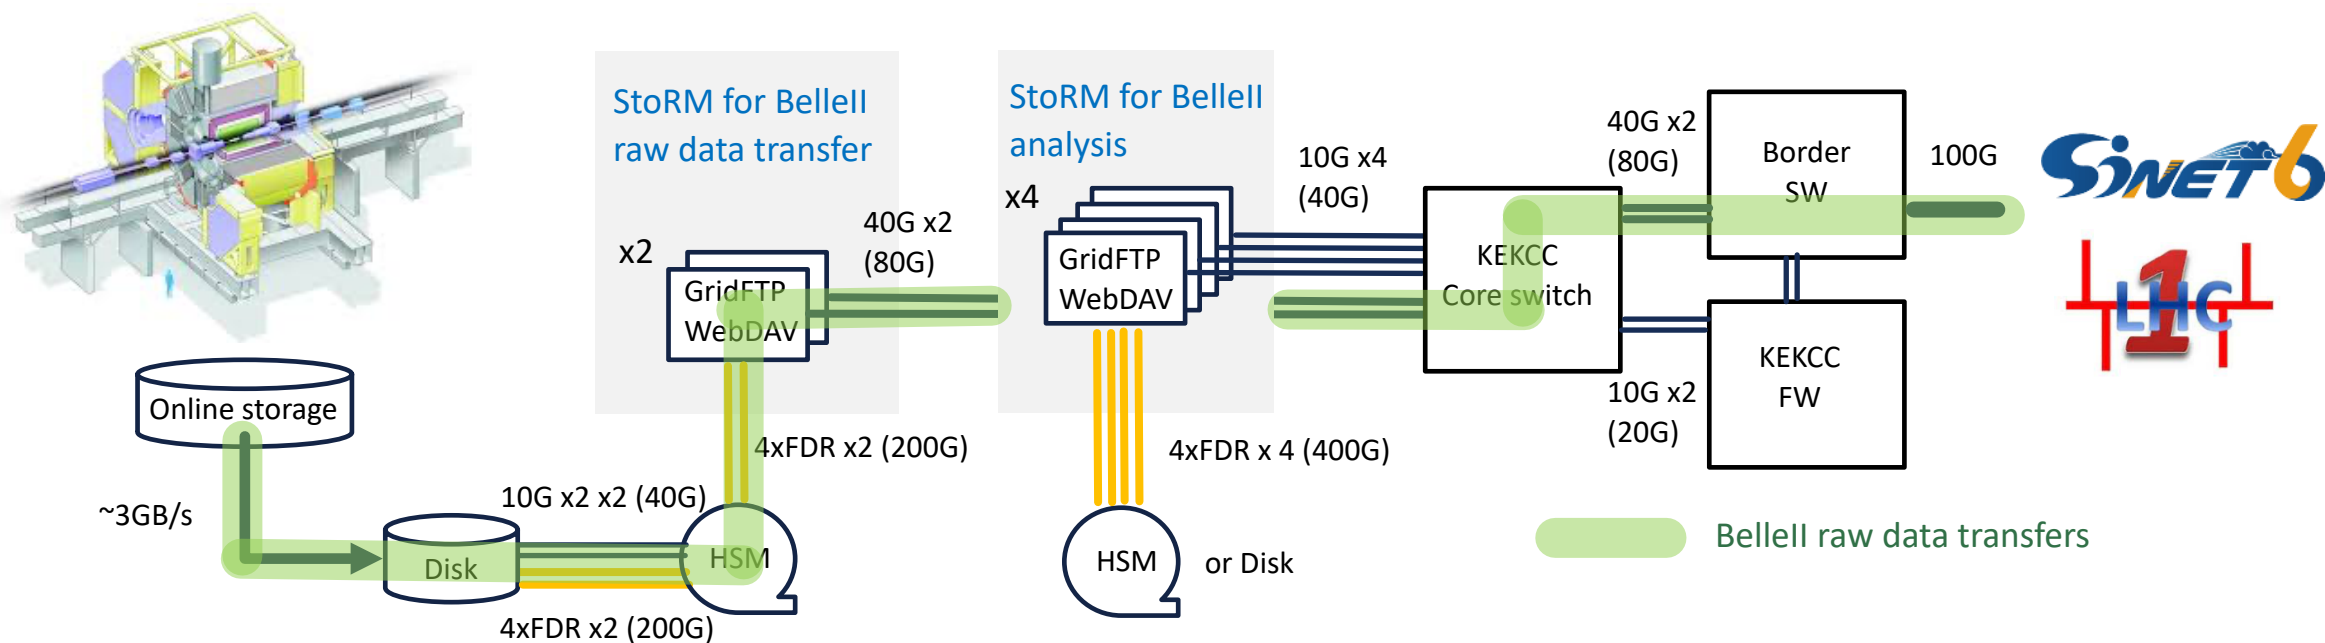 StoRM for BelleII
raw data transfer
x2
GridFTP
WebDAV
40G x2
(80G)
StoRM for BelleII
analysis
x4
GridFTP
WebDAV
10G x4
(40G)
KEKCC
Core switch
40G x2
(80G)
Border
SW
100G
SINET6
LHC
1
KEKCC
FW
10G x2
(20G)
Online storage
~3GB/s
Disk
10G x2 x2 (40G)
4xFDR x2 (200G)
HSM
4xFDR x2 (200G)
4xFDR x 4 (400G)
HSM
or Disk
BelleII raw data transfers